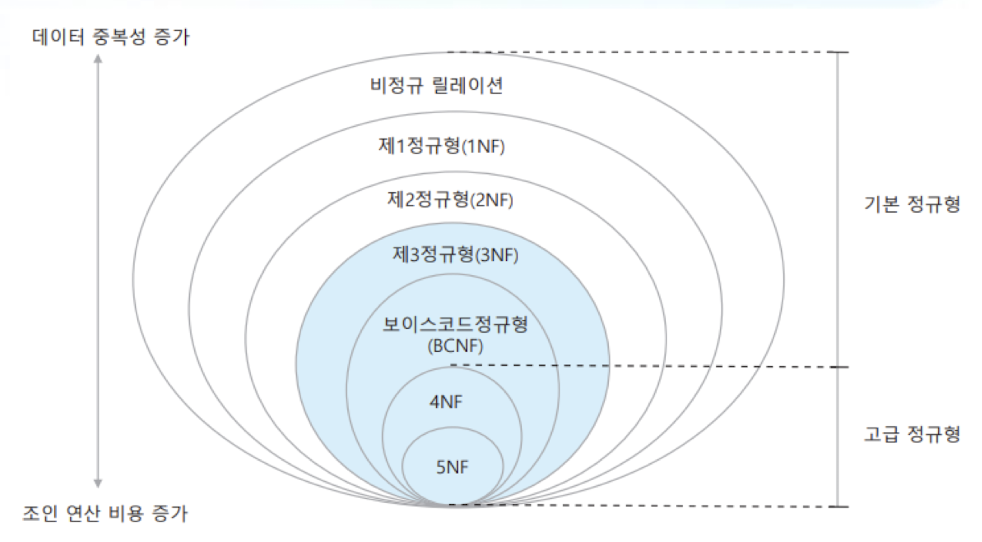 데이터 중복성 증가
비정규 릴레이션
제1정규형(1NF)
제2정규형(2NF)
기본 정규형
제3정규형(3NF)
보이스코드정규형
(BCNF)
4NF
고급 정규형
5NF
조인 연산 비용 증가